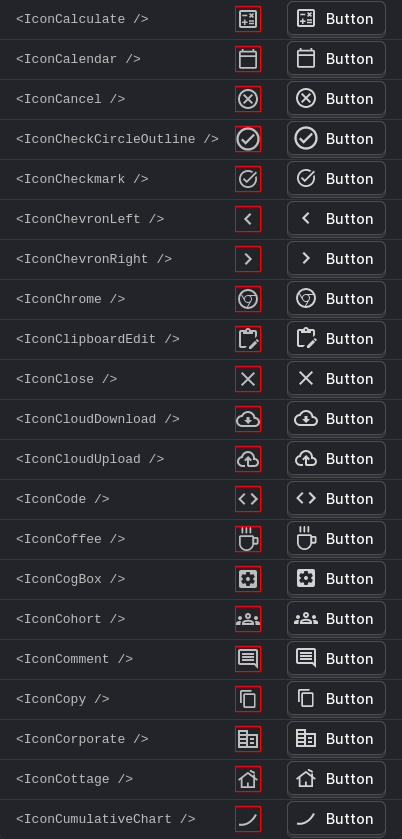 <IconCalculate /> Button
<IconCalendar /> Button
<IconCancel /> Button
<IconCheckCircleOutline /> Button
<IconCheckmark /> Button
<IconChevronLeft /> Button
<IconChevronRight /> Button
<IconChrome /> Button
<IconClipboardEdit /> Button
<IconClose /> Button
<IconCloudDownload /> Button
<IconCloudUpload /> Button
<IconCode /> Button
<IconCoffee /> Button
<IconCogBox /> Button
<IconCohort /> Button
<IconComment /> Button
<IconCopy /> Button
<IconCorporate /> Button
<IconCottage /> Button
<IconCumulativeChart /> Button